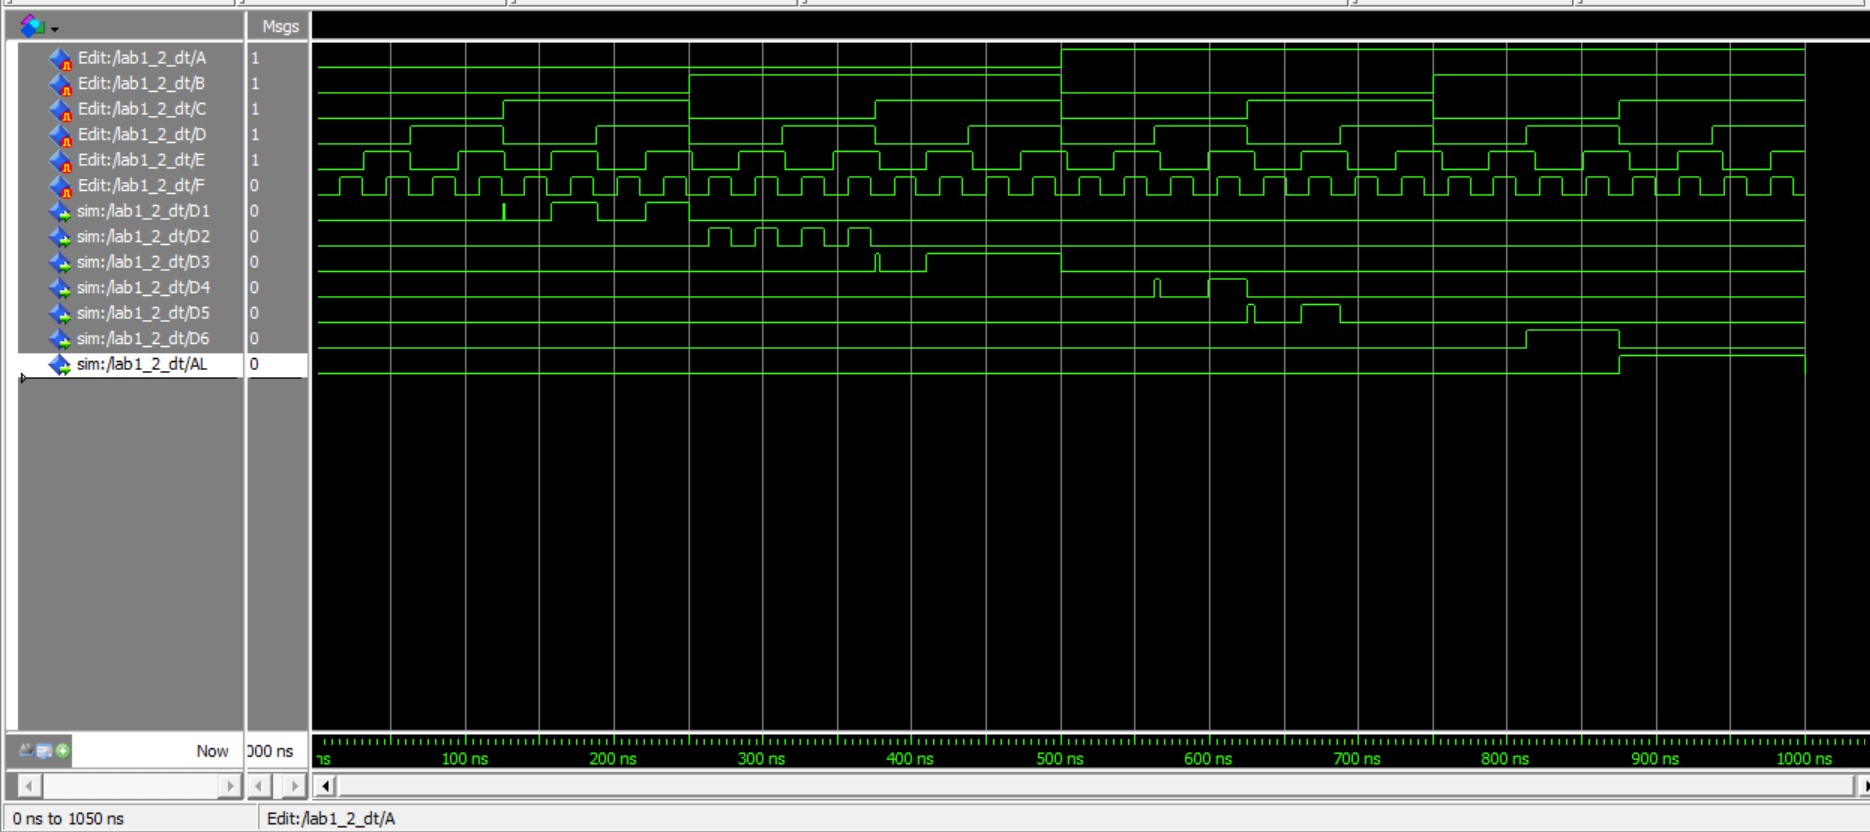 Msgs
Edit:/lab1_2_dt/A 1
Edit:/lab1_2_dt/B 1
Edit:/lab1_2_dt/C 1
Edit:/lab1_2_dt/D 1
Edit:/lab1_2_dt/E 1
Edit:/lab1_2_dt/F 0
sim:/lab1_2_dt/D1 0
sim:/lab1_2_dt/D2 0
sim:/lab1_2_dt/D3 0
sim:/lab1_2_dt/D4 0
sim:/lab1_2_dt/D5 0
sim:/lab1_2_dt/D6 0
sim:/lab1_2_dt/AL 0
Now 000 ns ns 100 ns 200 ns 300 ns 400 ns 500 ns 600 ns 700 ns 800 ns 900 ns 1000 ns
0 ns to 1050 ns Edit:/lab1_2_dt/A